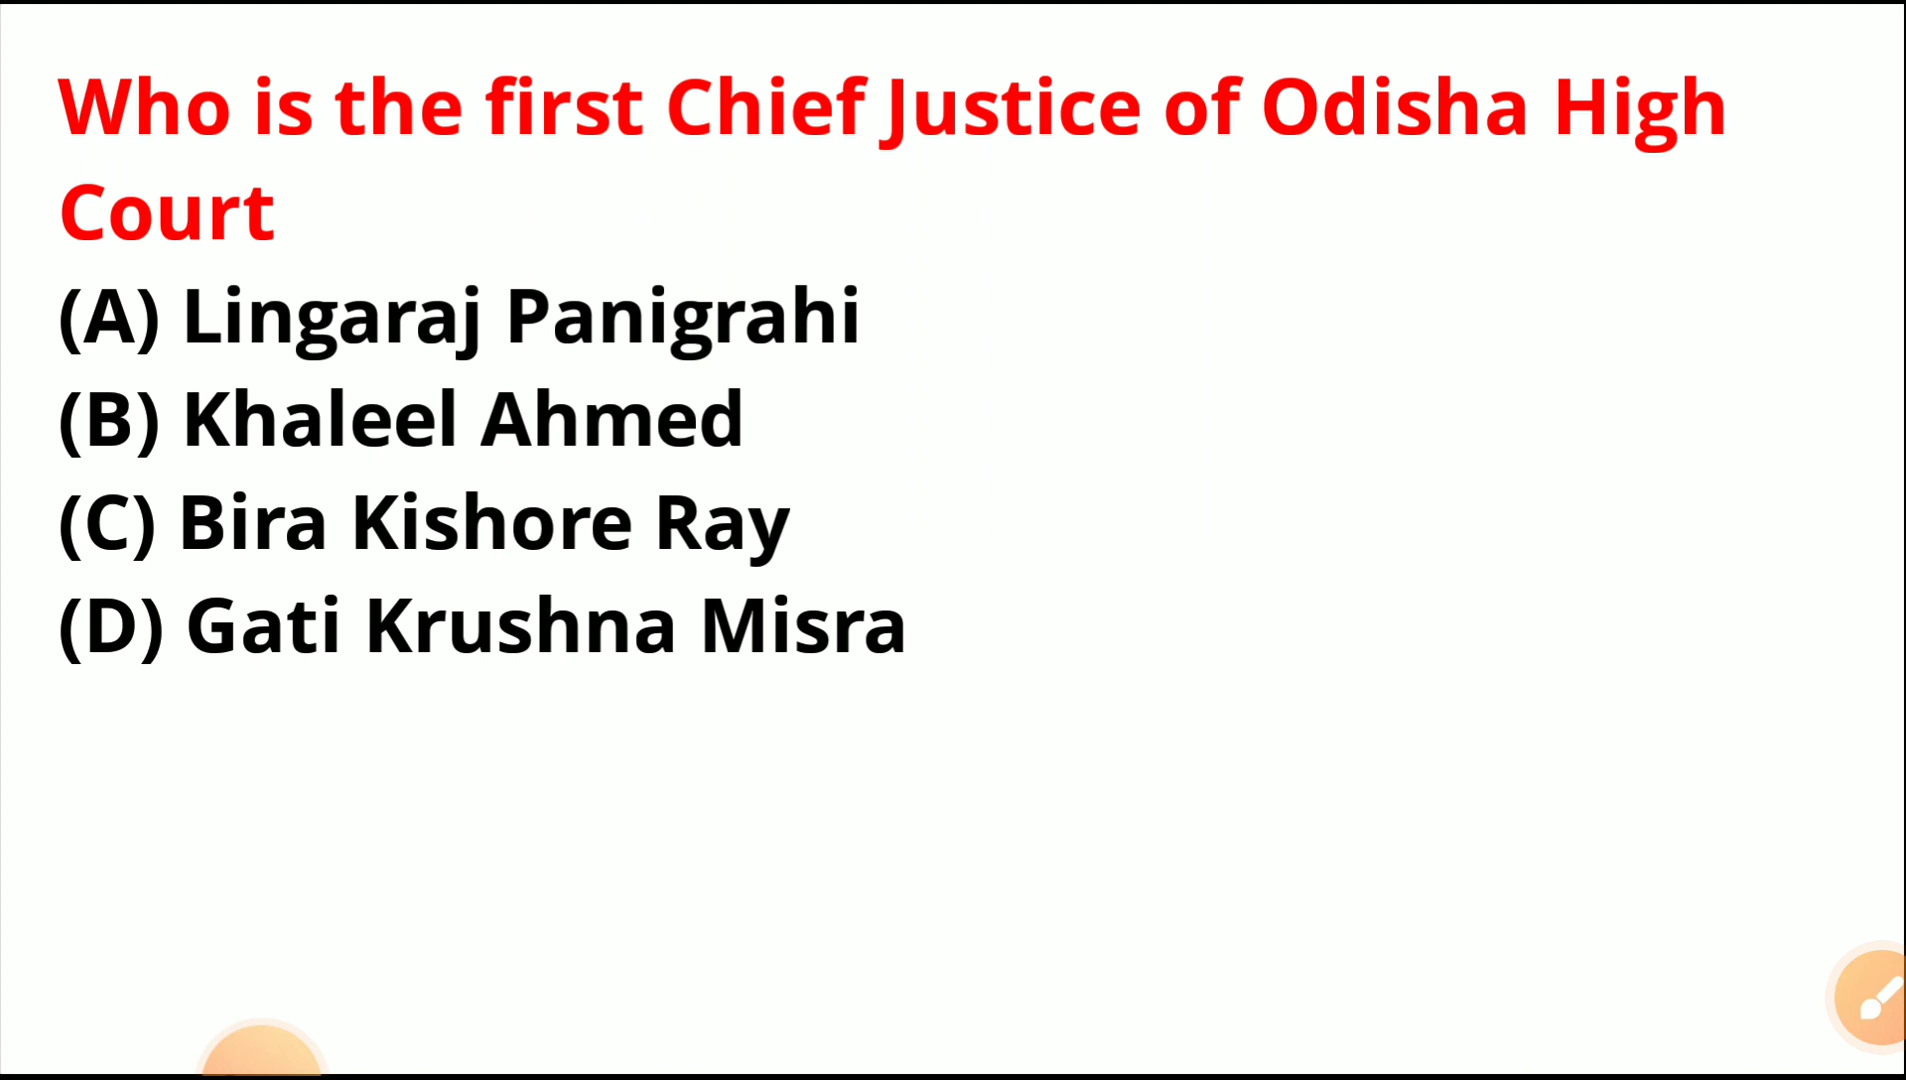 Who is the first Chief Justice of Odisha High
Court
(A) Lingaraj Panigrahi
(B) Khaleel Ahmed
(C) Bira Kishore Ray
(D) Gati Krushna Misra